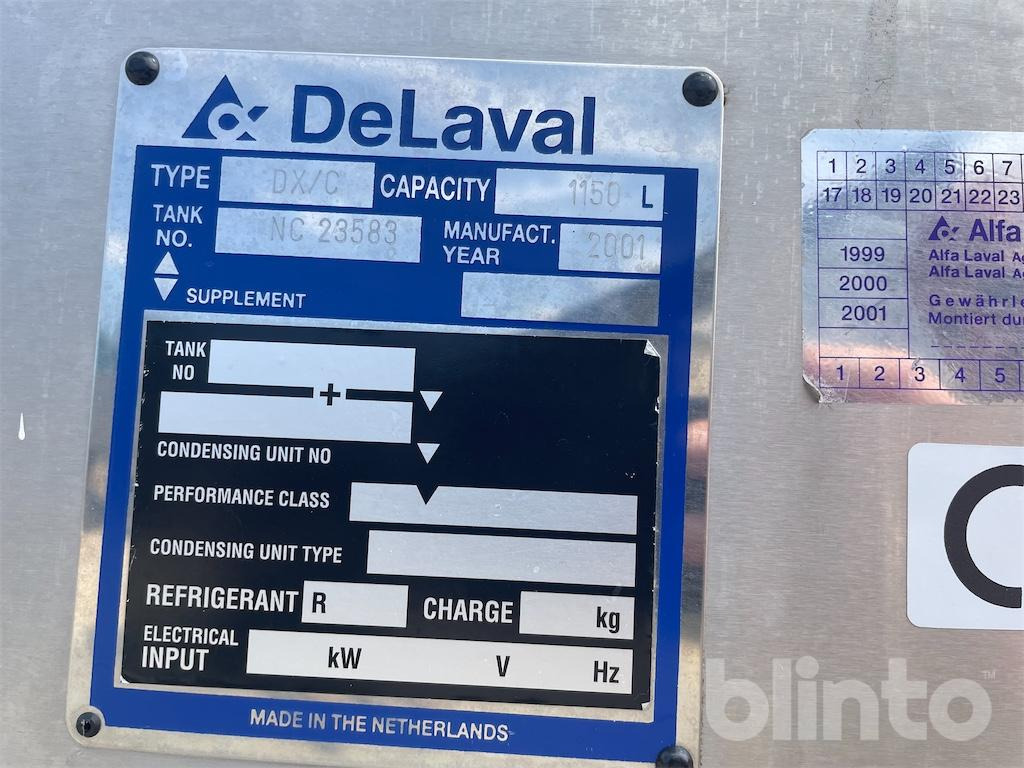 DeLaval
TYPE DX/C CAPACITY 1150 L
TANK NO. NC 23583 MANUFACT. YEAR 2001
SUPPLEMENT
TANK NO
+
CONDENSING UNIT NO
PERFORMANCE CLASS
CONDENSING UNIT TYPE
REFRIGERANT R CHARGE kg
ELECTRICAL INPUT kW V Hz
MADE IN THE NETHERLANDS
1 2 3 4 5 6 7
17 18 19 20 21 22 23
Alfa
Alfa Laval
Alfa Laval
1999
2000
2001
Montiert
1 2 3 4 5
blinto™